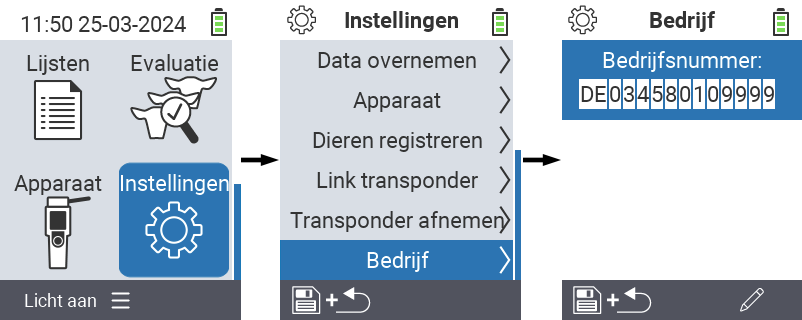 11:50 25-03-2024
Lijsten
Evaluatie
Apparaat
Instellingen
Licht aan
Instellingen
Data overnemen
Apparaat
Dieren registreren
Link transponder
Transponder afnemen
Bedrijf
+
Bedrijf
Bedrijfsnummer:
DE034580109999
+